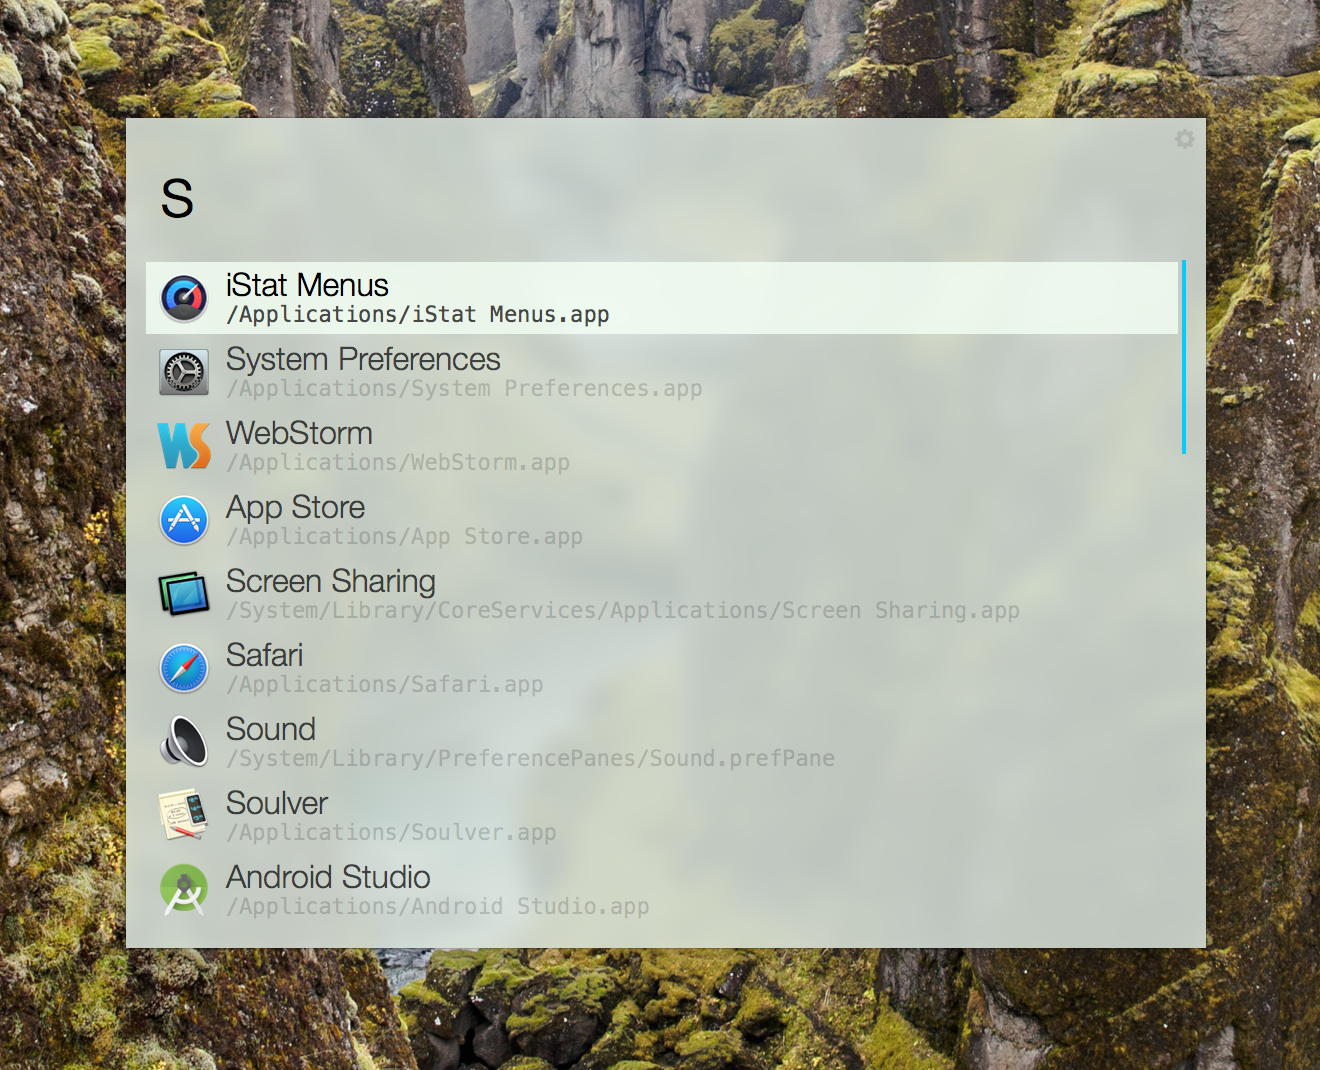 S
iStat Menus
/Applications/iStat Menus.app
System Preferences
/Applications/System Preferences.app
WebStorm
/Applications/WebStorm.app
App Store
/Applications/App Store.app
Screen Sharing
/System/Library/CoreServices/Applications/Screen Sharing.app
Safari
/Applications/Safari.app
Sound
/System/Library/PreferencePanes/Sound.prefPane
Soulver
/Applications/Soulver.app
Android Studio
/Applications/Android Studio.app